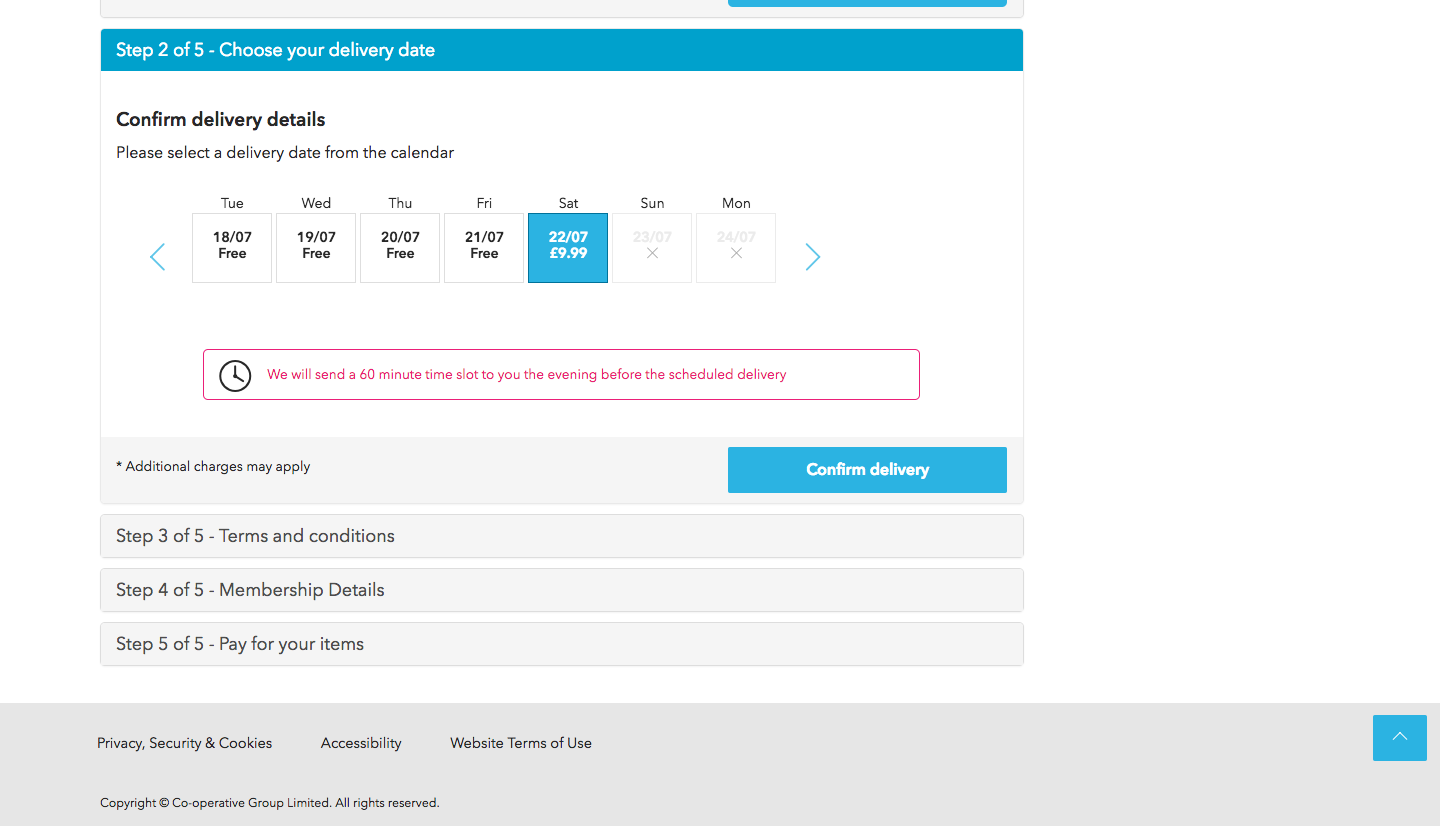 Step 2 of 5 - Choose your delivery date
Confirm delivery details
Please select a delivery date from the calendar
Tue Wed Thu Fri Sat Sun Mon
18/07 19/07 20/07 21/07 22/07 23/07 24/07
Free Free Free Free £9.99
We will send a 60 minute time slot to you the evening before the scheduled delivery
* Additional charges may apply
Confirm delivery
Step 3 of 5 - Terms and conditions
Step 4 of 5 - Membership Details
Step 5 of 5 - Pay for your items
Privacy, Security & Cookies Accessibility Website Terms of Use
Copyright © Co-operative Group Limited. All rights reserved.